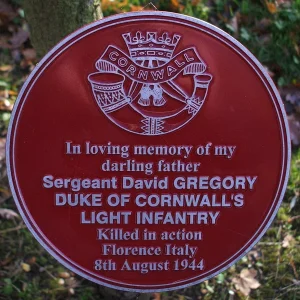 CORNWALL
In loving memory of my
darling father
Sergeant David GREGORY
DUKE OF CORNWALL'S
LIGHT INFANTRY
Killed in action
Florence Italy
8th August 1944